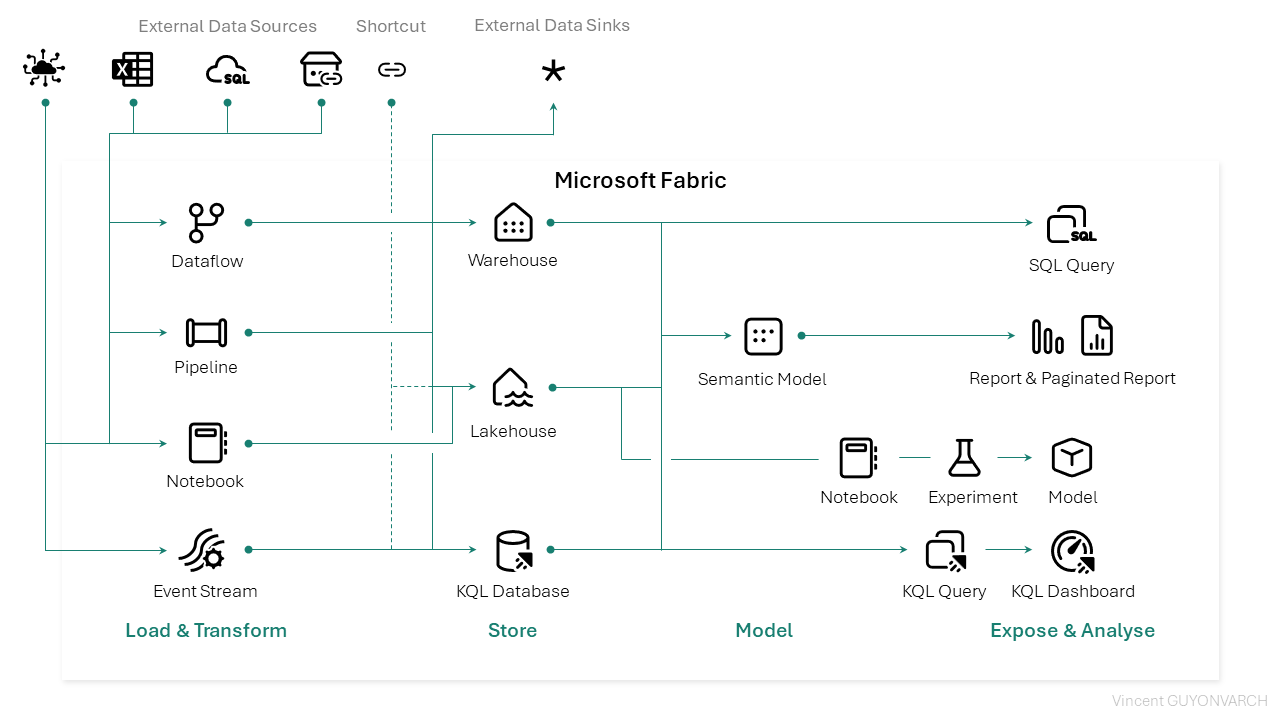 External Data Sources
Shortcut
External Data Sinks
X
SQL
Microsoft Fabric
Dataflow
Warehouse
SQL
SQL Query
Pipeline
Semantic Model
Report & Paginated Report
Lakehouse
Notebook
Notebook
Experiment
Model
Event Stream
KQL Database
KQL Query
KQL Dashboard
Load & Transform
Store
Model
Expose & Analyse
Vincent GUYONVARCH